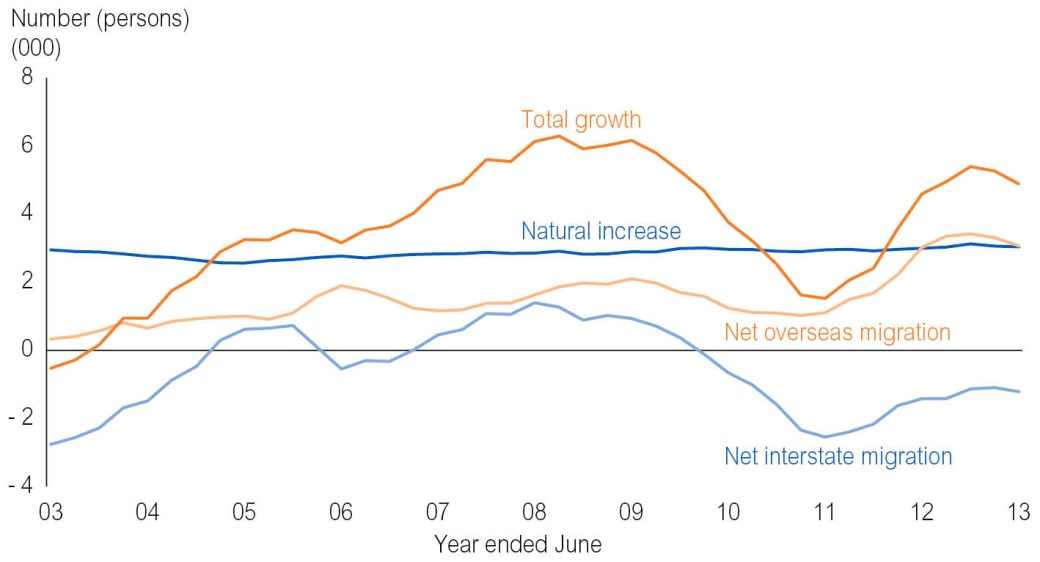 Number (persons)
(000)
8
6
4
2
0
- 2
- 4
Total growth
Natural increase
Net overseas migration
Net interstate migration
03 04 05 06 07 08 09 10 11 12 13
Year ended June